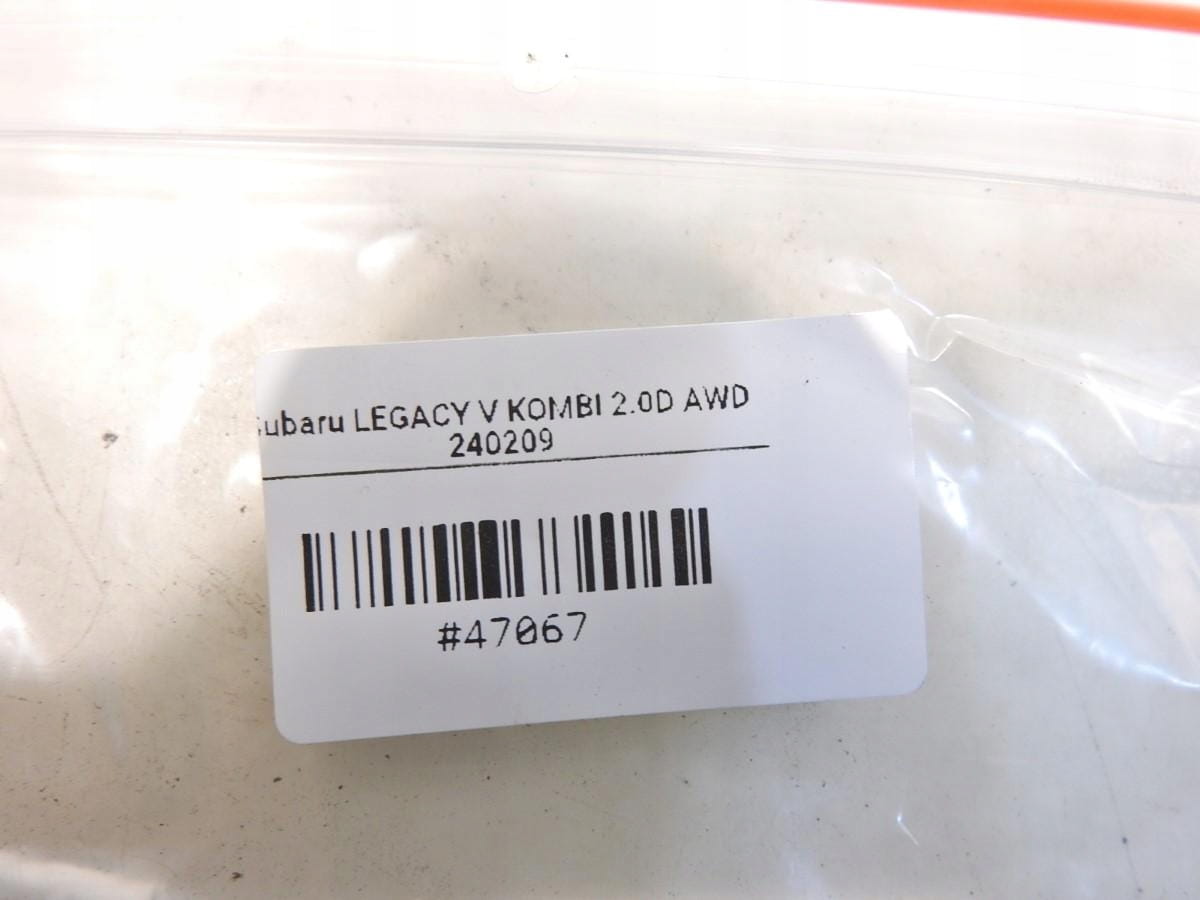 Subaru LEGACY V KOMBI 2.0D AWD
240209
#47067